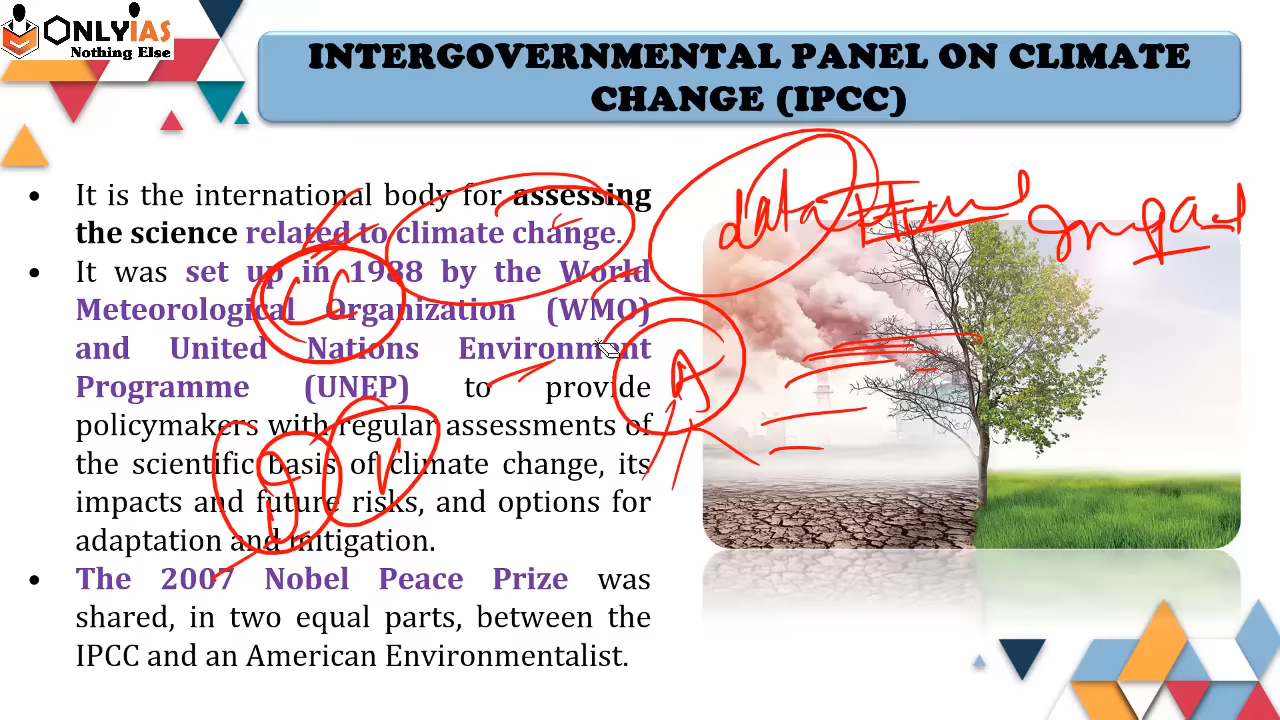 ONLYIAS
Nothing Else
INTERGOVERNMENTAL PANEL ON CLIMATE
CHANGE (IPCC)
• It is the international body for assessing
the science related to climate change.
• It was set up in 1988 by the World
Meteorological Organization (WMO)
and United Nations Environment
Programme (UNEP) to provide
policymakers with regular assessments of
the scientific basis of climate change, its
impacts and future risks, and options for
adaptation and mitigation.
• The 2007 Nobel Peace Prize was
shared, in two equal parts, between the
IPCC and an American Environmentalist.
data
CC
A